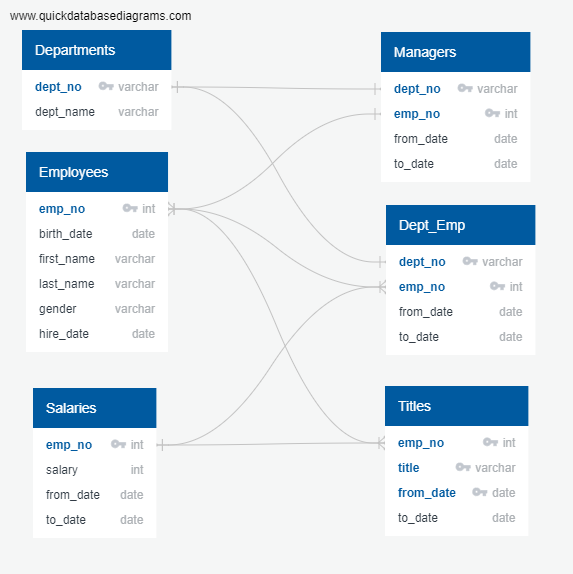 www.quickdatabasediagrams.com
Departments
dept_no varchar
dept_name varchar
Managers
dept_no varchar
emp_no int
from_date date
to_date date
Employees
emp_no int
birth_date date
first_name varchar
last_name varchar
gender varchar
hire_date date
Dept_Emp
dept_no varchar
emp_no int
from_date date
to_date date
Salaries
emp_no int
salary int
from_date date
to_date date
Titles
emp_no int
title varchar
from_date date
to_date date